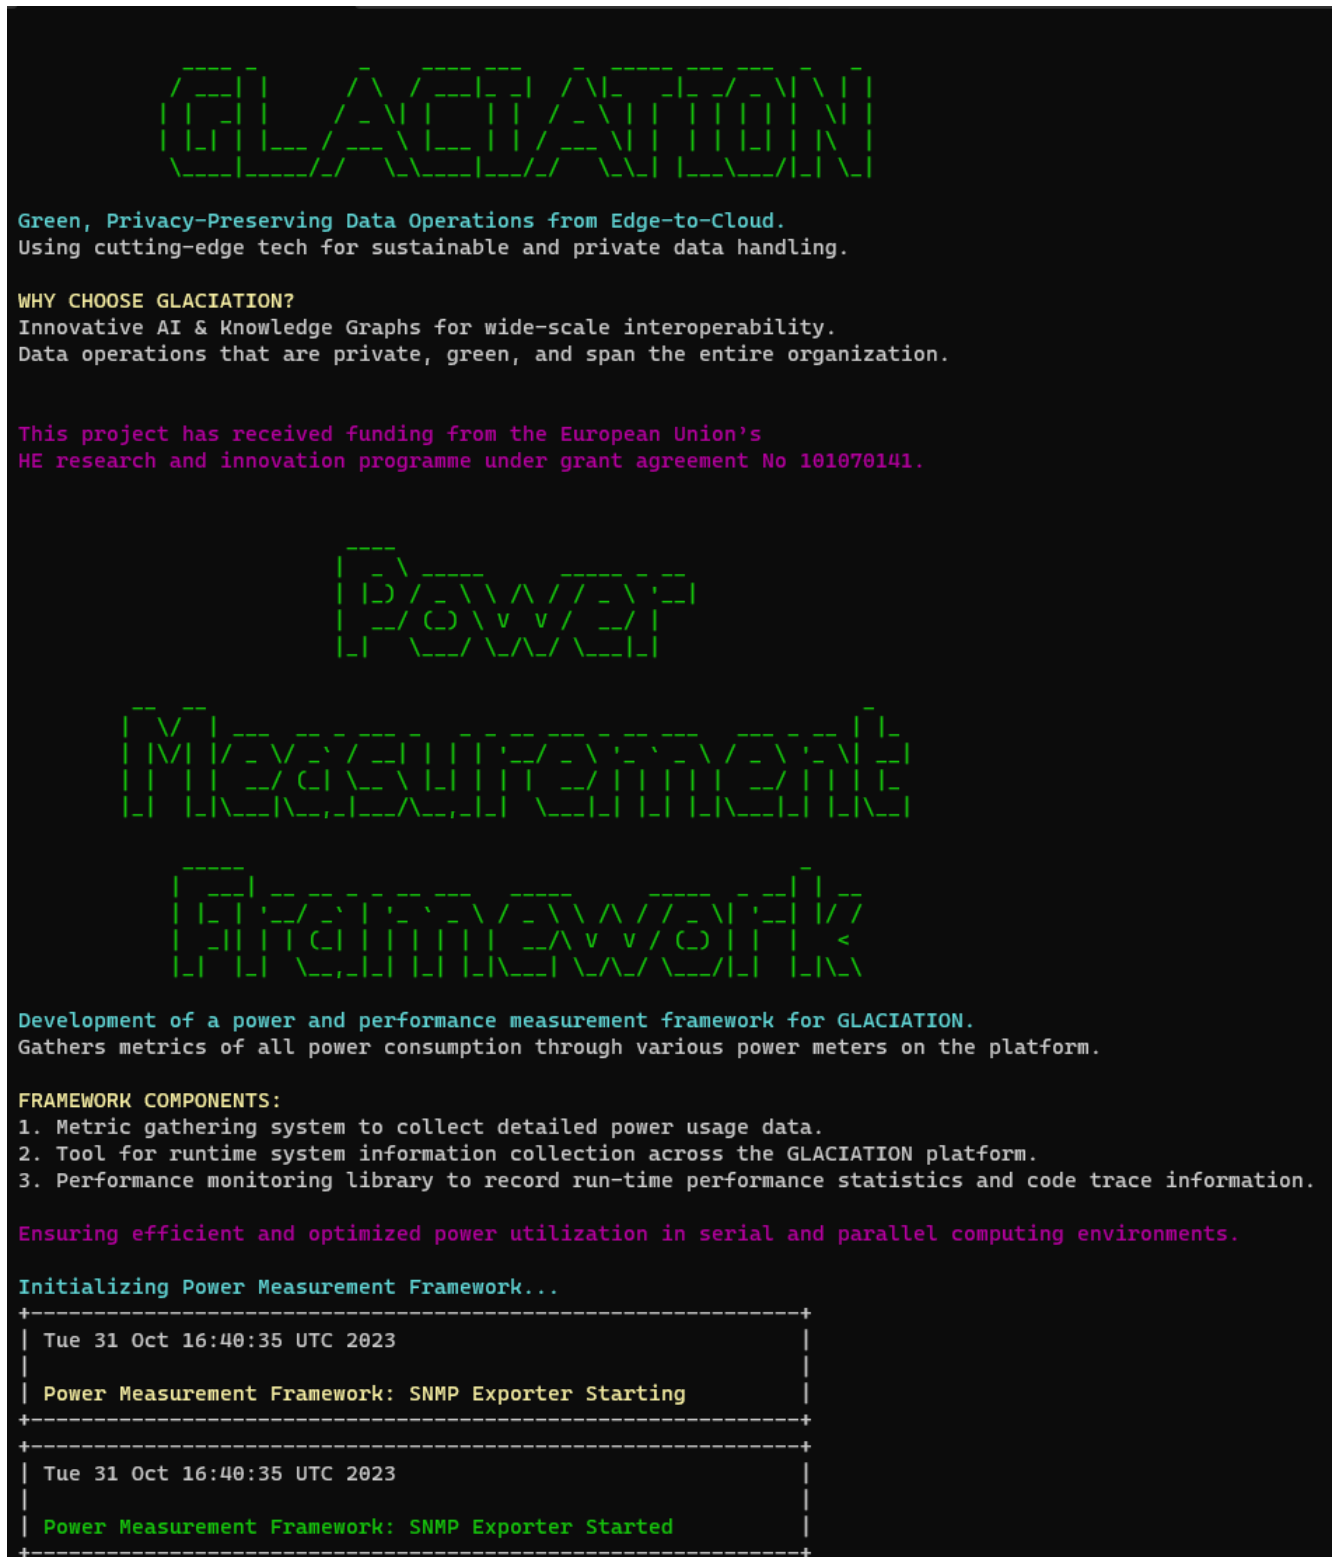 GLACIATION
Green, Privacy-Preserving Data Operations from Edge-to-Cloud.
Using cutting-edge tech for sustainable and private data handling.
WHY CHOOSE GLACIATION?
Innovative AI & Knowledge Graphs for wide-scale interoperability.
Data operations that are private, green, and span the entire organization.
This project has received funding from the European Union's
HE research and innovation programme under grant agreement No 101070141.
Power
Measurement
Framework
Development of a power and performance measurement framework for GLACIATION.
Gathers metrics of all power consumption through various power meters on the platform.
FRAMEWORK COMPONENTS:
1. Metric gathering system to collect detailed power usage data.
2. Tool for runtime system information collection across the GLACIATION platform.
3. Performance monitoring library to record run-time performance statistics and code trace information.
Ensuring efficient and optimized power utilization in serial and parallel computing environments.
Initializing Power Measurement Framework...
Tue 31 Oct 16:40:35 UTC 2023
Power Measurement Framework: SNMP Exporter Starting
Tue 31 Oct 16:40:35 UTC 2023
Power Measurement Framework: SNMP Exporter Started